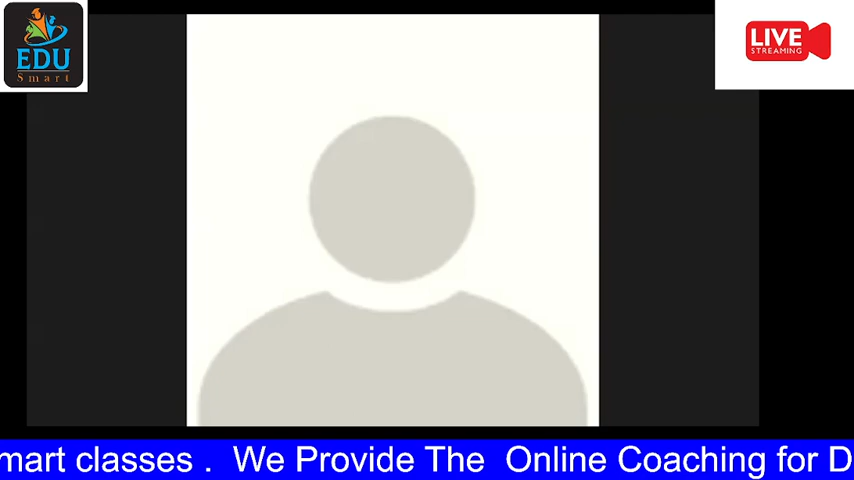 EDU
Smart
LIVE
STREAMING
mart classes . We Provide The Online Coaching for D